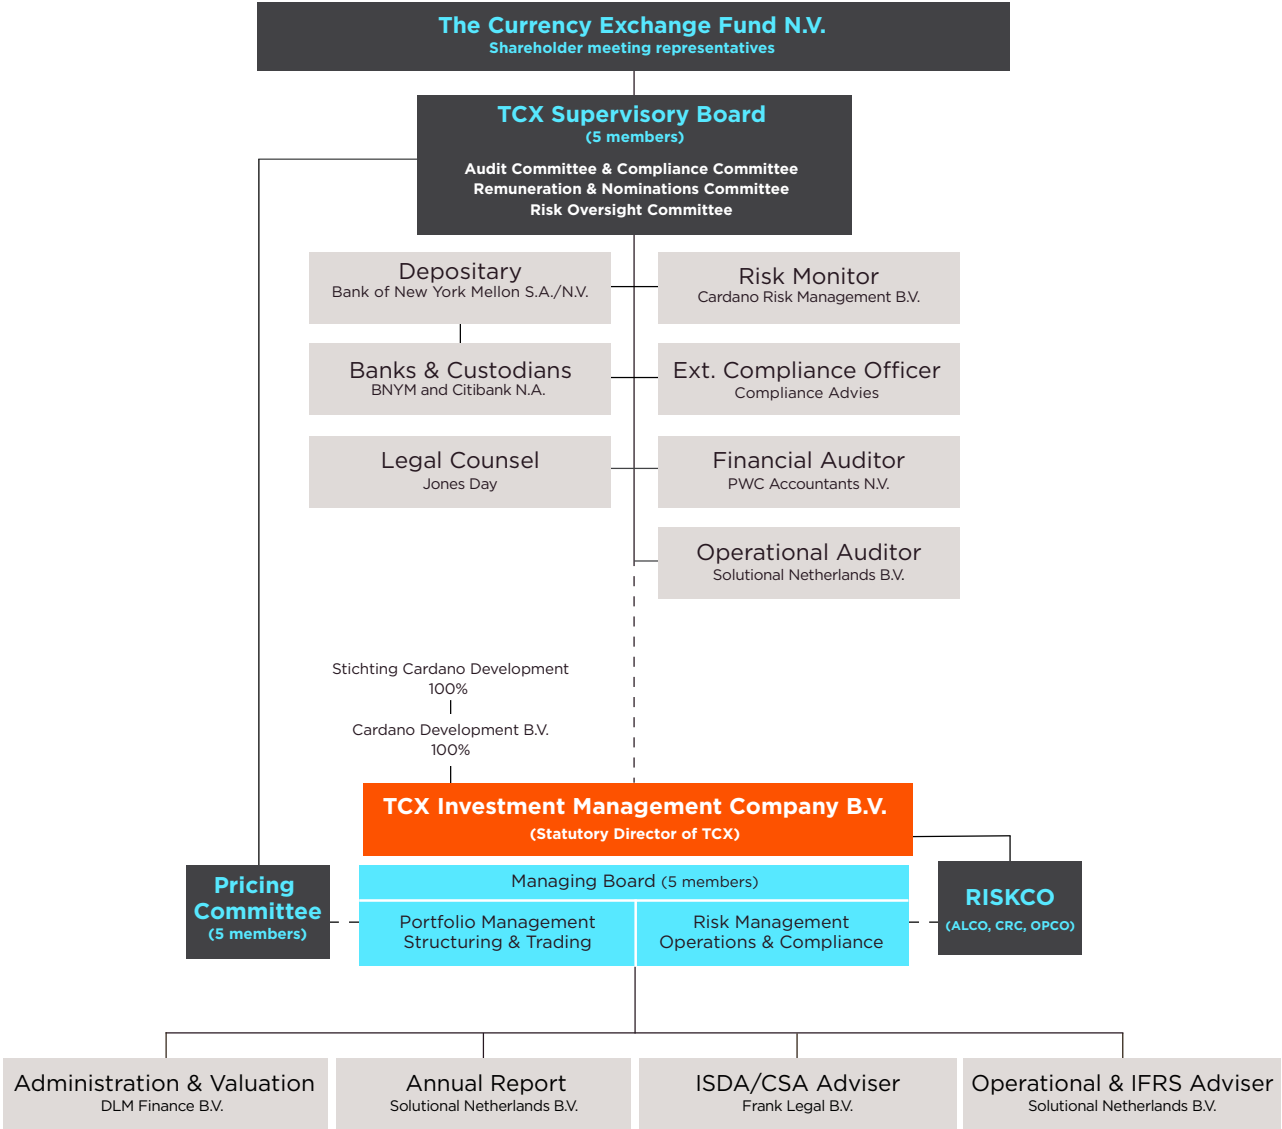 The Currency Exchange Fund N.V.
Shareholder meeting representatives
TCX Supervisory Board
(5 members)
Audit Committee & Compliance Committee
Remuneration & Nominations Committee
Risk Oversight Committee
Depositary
Bank of New York Mellon S.A./N.V.
Risk Monitor
Cardano Risk Management B.V.
Banks & Custodians
BNYM and Citibank N.A.
Ext. Compliance Officer
Compliance Advies
Legal Counsel
Jones Day
Financial Auditor
PWC Accountants N.V.
Operational Auditor
Solutional Netherlands B.V.
Stichting Cardano Development
100%
Cardano Development B.V.
100%
TCX Investment Management Company B.V.
(Statutory Director of TCX)
Pricing
Committee
(5 members)
Managing Board (5 members)
Portfolio Management
Structuring & Trading
Risk Management
Operations & Compliance
RISKCO
(ALCO, CRC, OPCO)
Administration & Valuation
DLM Finance B.V.
Annual Report
Solutional Netherlands B.V.
ISDA/CSA Adviser
Frank Legal B.V.
Operational & IFRS Adviser
Solutional Netherlands B.V.